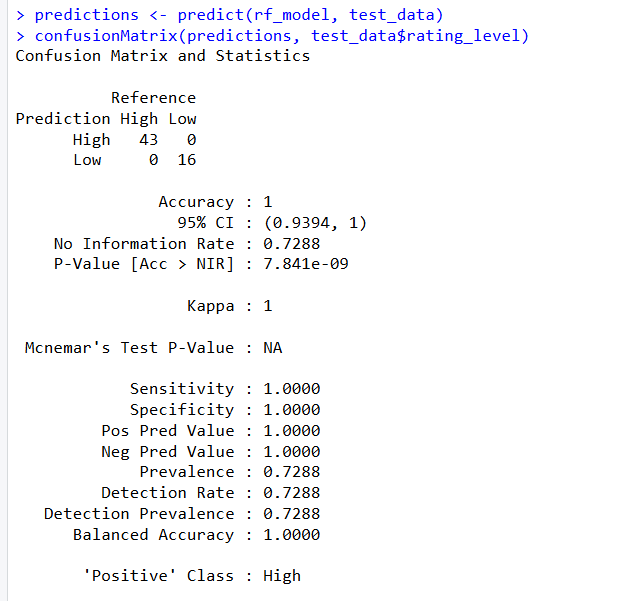 > predictions <- predict(rf_model, test_data)
> confusionMatrix(predictions, test_data$rating_level)
Confusion Matrix and Statistics
Reference
Prediction High Low
High 43 0
Low 0 16
Accuracy : 1
95% CI : (0.9394, 1)
No Information Rate : 0.7288
P-Value [Acc > NIR] : 7.841e-09
Kappa : 1
Mcnemar's Test P-Value : NA
Sensitivity : 1.0000
Specificity : 1.0000
Pos Pred Value : 1.0000
Neg Pred Value : 1.0000
Prevalence : 0.7288
Detection Rate : 0.7288
Detection Prevalence : 0.7288
Balanced Accuracy : 1.0000
'Positive' Class : High